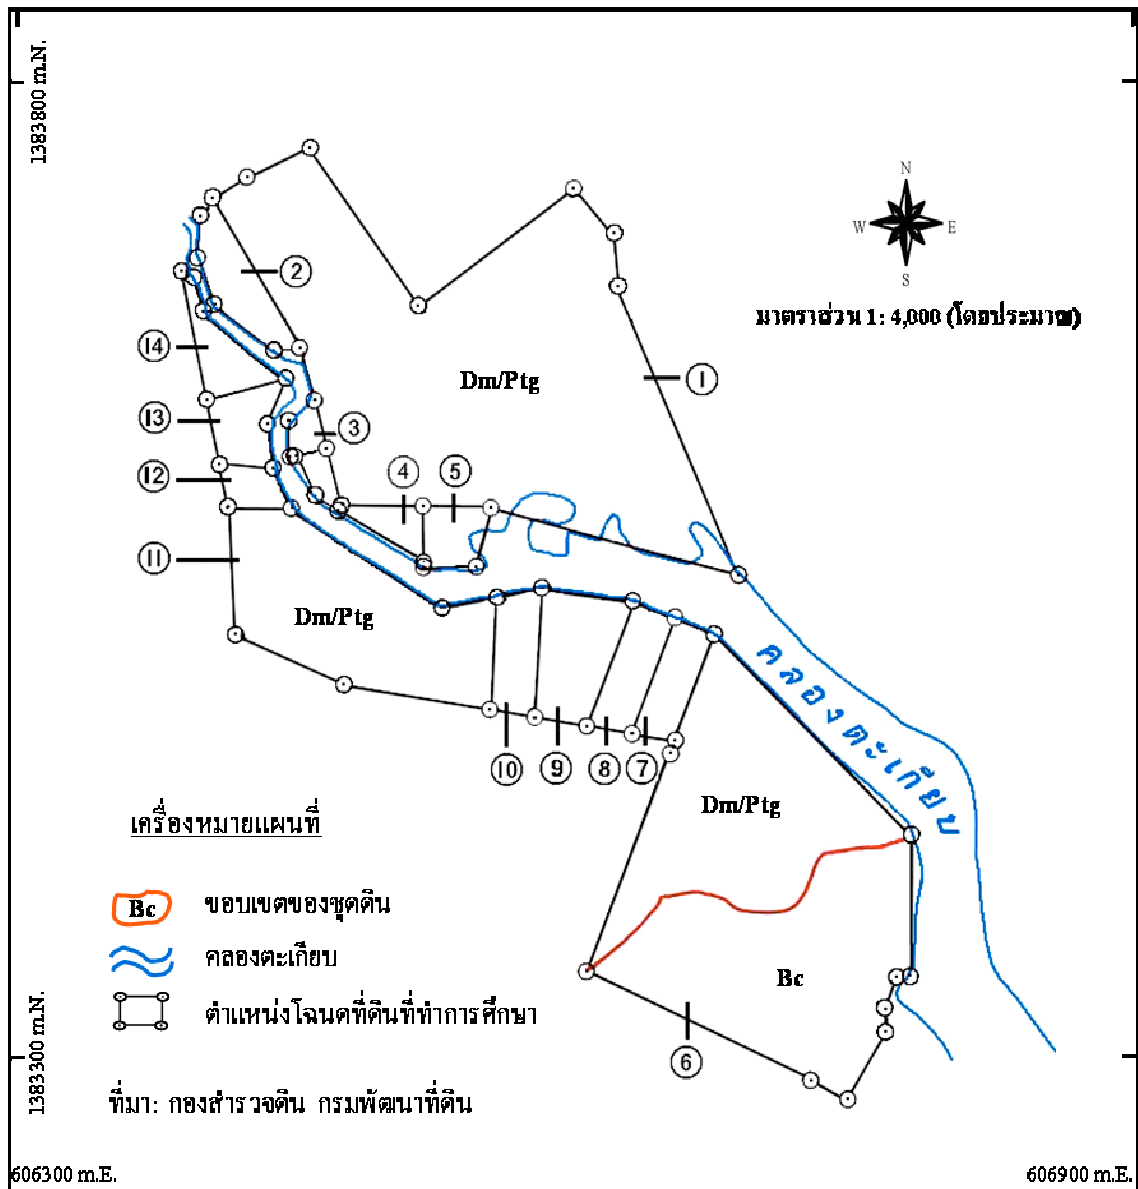 1383800 m.N.
N
W E
S
มาตราส่วน 1: 4,000 (โดยประมาณ)
2
14
Dm/Ptg
1
13
3
12
4
5
11
Dm/Ptg
คลองตะเกียบ
10
9
8
7
Dm/Ptg
เครื่องหมายแผนที่
Bc ขอบเขตของชุดดิน
คลองตะเกียบ
Bc
ตำแหน่งโฉนดที่ดินที่ทำการศึกษา
6
1383300 m.N.
ที่มา: กองสำรวจดิน กรมพัฒนาที่ดิน
606300 m.E. 606900 m.E.